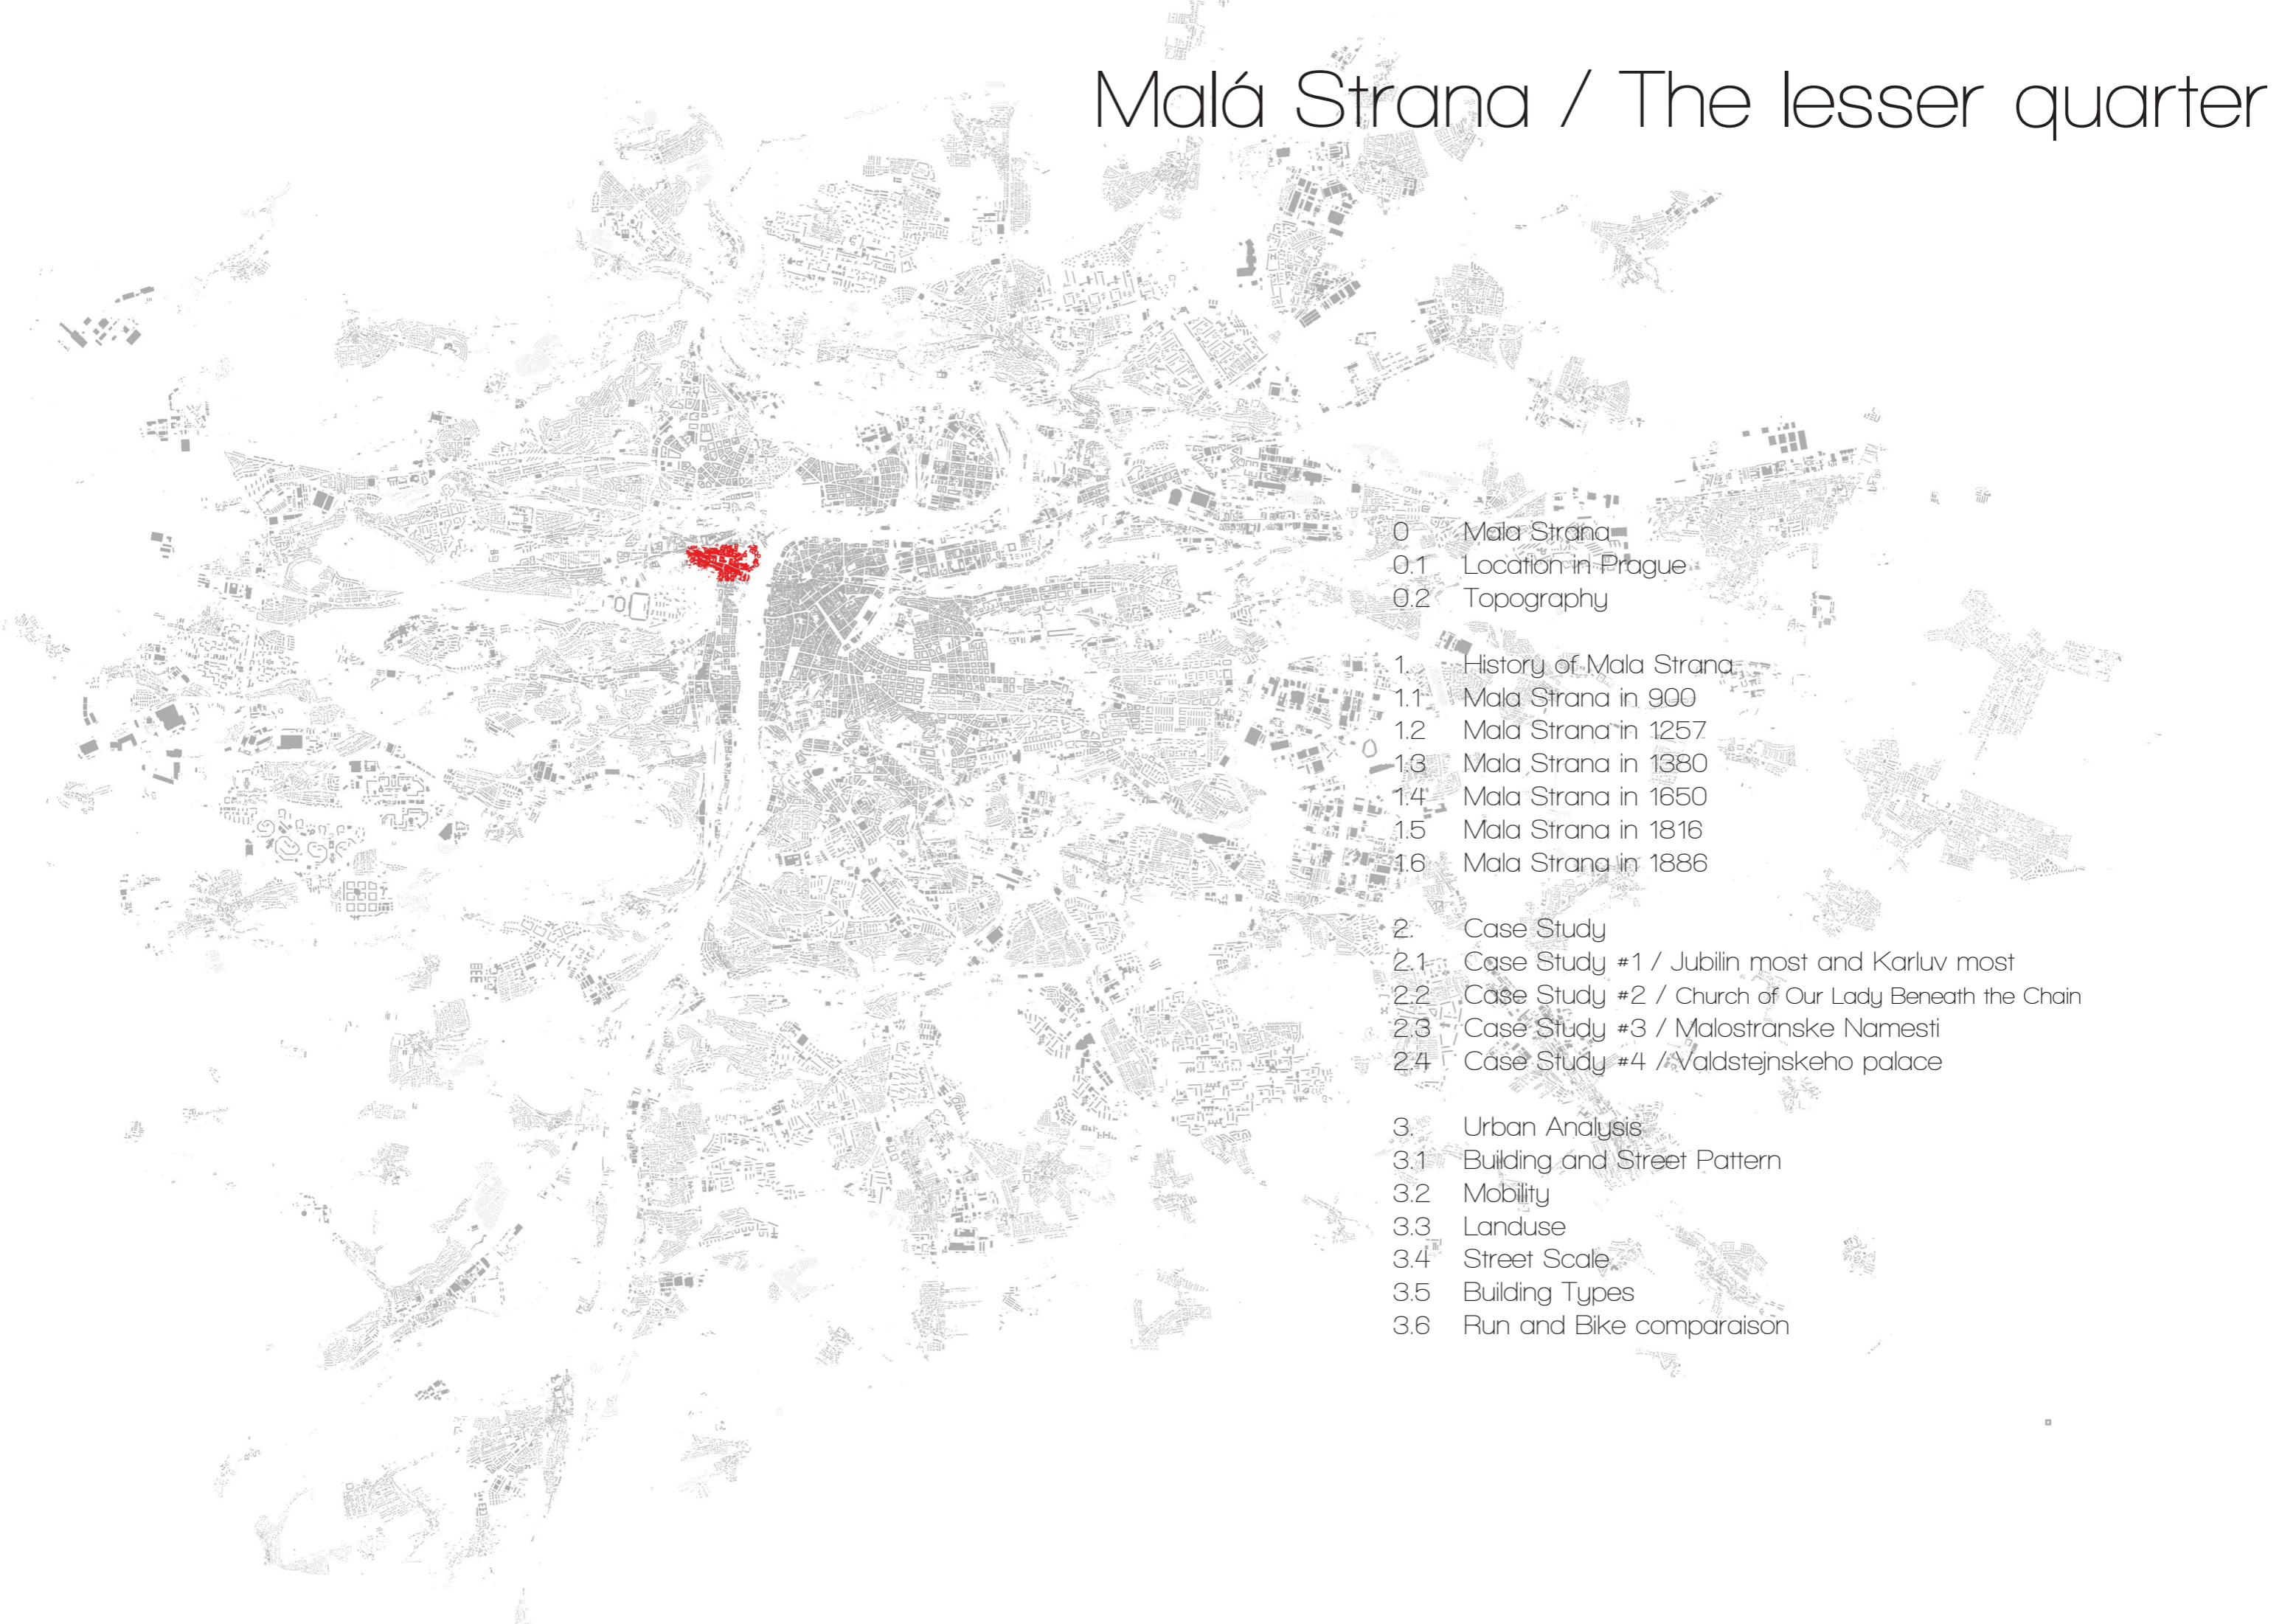 Malá Strana / The lesser quarter
0 Mala Strana
0.1 Location in Prague
0.2 Topography
1. History of Mala Strana
1.1 Mala Strana in 900
1.2 Mala Strana in 1257
1.3 Mala Strana in 1380
1.4 Mala Strana in 1650
1.5 Mala Strana in 1816
1.6 Mala Strana in 1886
2. Case Study
2.1 Case Study #1 / Jubilin most and Karluv most
2.2 Case Study #2 / Church of Our Lady Beneath the Chain
2.3 Case Study #3 / Malostranske Namesti
2.4 Case Study #4 / Valdstejnskeho palace
3. Urban Analysis
3.1 Building and Street Pattern
3.2 Mobility
3.3 Landuse
3.4 Street Scale
3.5 Building Types
3.6 Run and Bike comparaison